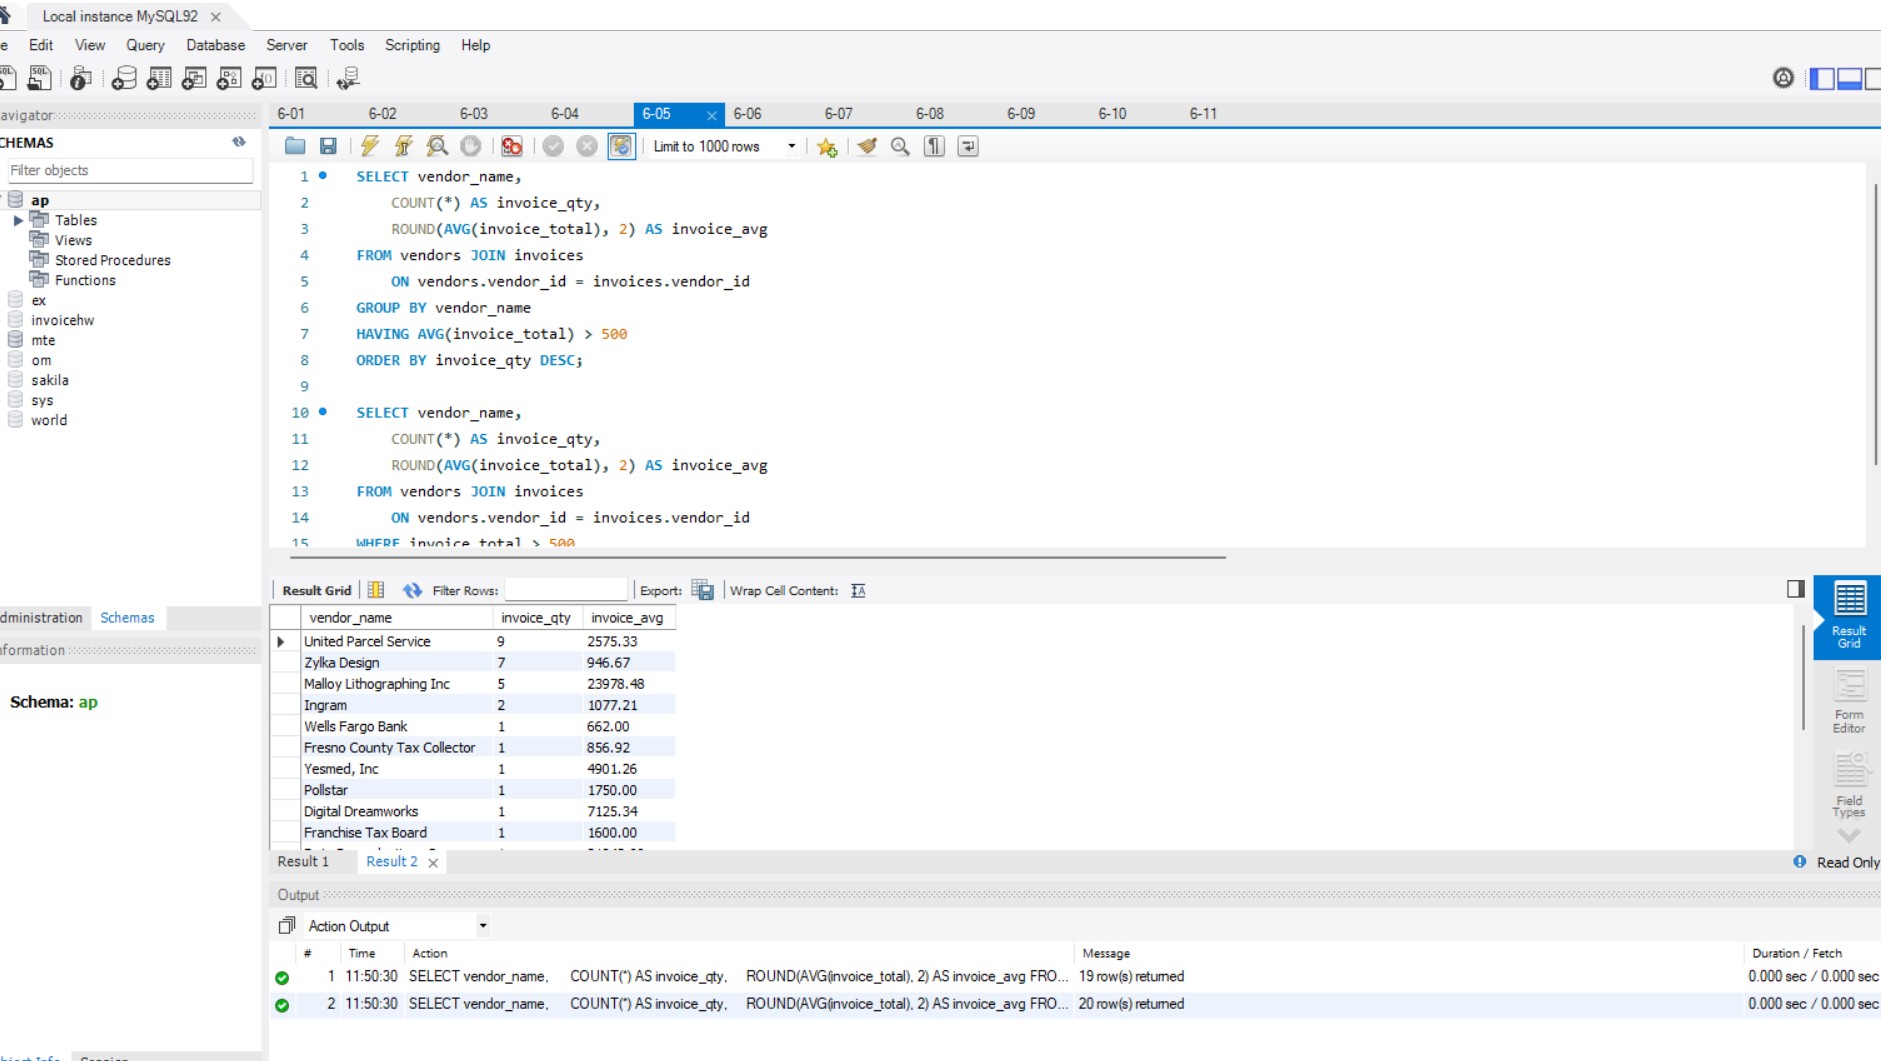 Local instance MySQL92
Edit View Query Database Server Tools Scripting Help
avigator
CHEMAS
Filter objects
ap
Tables
Views
Stored Procedures
Functions
ex
invoicehw
mte
om
sakila
sys
world
dministration Schemas
nformation
Schema: ap
6-01 6-02 6-03 6-04 6-05 6-06 6-07 6-08 6-09 6-10 6-11
Limit to 1000 rows
1 SELECT vendor_name,
2 COUNT(*) AS invoice_qty,
3 ROUND(AVG(invoice_total), 2) AS invoice_avg
4 FROM vendors JOIN invoices
5 ON vendors.vendor_id = invoices.vendor_id
6 GROUP BY vendor_name
7 HAVING AVG(invoice_total) > 500
8 ORDER BY invoice_qty DESC;
9
10 SELECT vendor_name,
11 COUNT(*) AS invoice_qty,
12 ROUND(AVG(invoice_total), 2) AS invoice_avg
13 FROM vendors JOIN invoices
14 ON vendors.vendor_id = invoices.vendor_id
15 WHERE invoice_total > 500
Result Grid Filter Rows: Export: Wrap Cell Content:
vendor_name invoice_qty invoice_avg
United Parcel Service 9 2575.33
Zylka Design 7 946.67
Malloy Lithographing Inc 5 23978.48
Ingram 2 1077.21
Wells Fargo Bank 1 662.00
Fresno County Tax Collector 1 856.92
Yesmed, Inc 1 4901.26
Pollstar 1 1750.00
Digital Dreamworks 1 7125.34
Franchise Tax Board 1 1600.00
Result
Grid
Form
Editor
Field
Types
Result 1 Result 2 Read Only
Output
Action Output
# Time Action Message Duration / Fetch
1 11:50:30 SELECT vendor_name, COUNT(*) AS invoice_qty, ROUND(AVG(invoice_total), 2) AS invoice_avg FRO... 19 row(s) returned 0.000 sec / 0.000 sec
2 11:50:30 SELECT vendor_name, COUNT(*) AS invoice_qty, ROUND(AVG(invoice_total), 2) AS invoice_avg FRO... 20 row(s) returned 0.000 sec / 0.000 sec